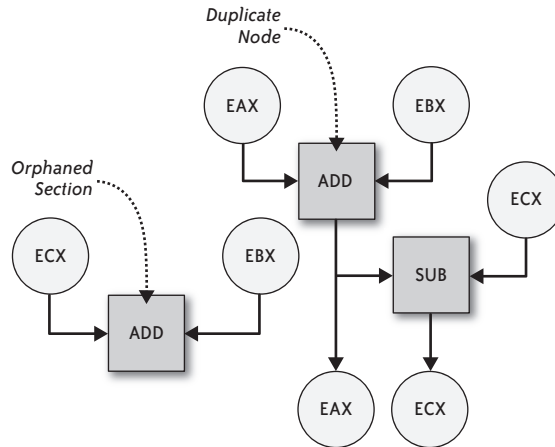 Duplicate
Node
EAX
EBX
ADD
Orphaned
Section
ECX
ECX
EBX
SUB
ADD
EAX
ECX